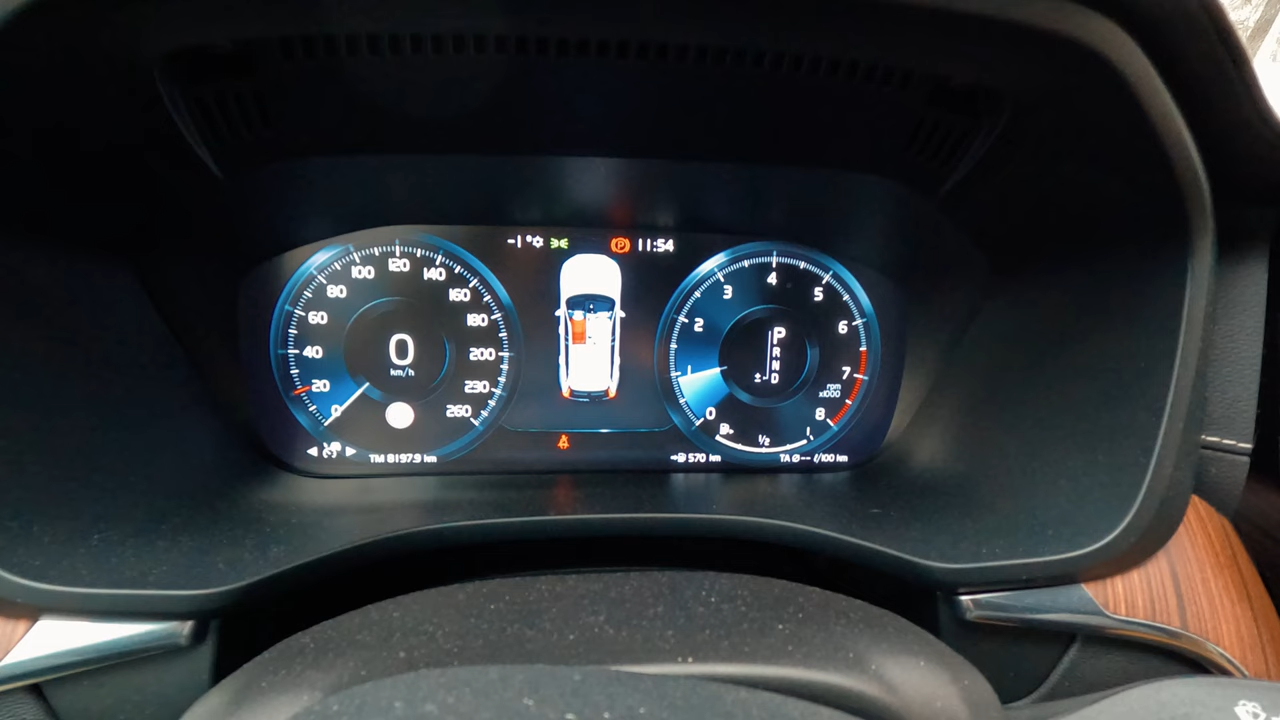 -1 °
P 11:54
0 20 40 60 80 100 120 140 160 180 200 230 260
0
km/h
TM 8197.9 km
0 1 2 3 4 5 6 7 8
rpm
x1000
P
R
N
D
±
1/2
1
570 km
TA Ø -- l/100 km